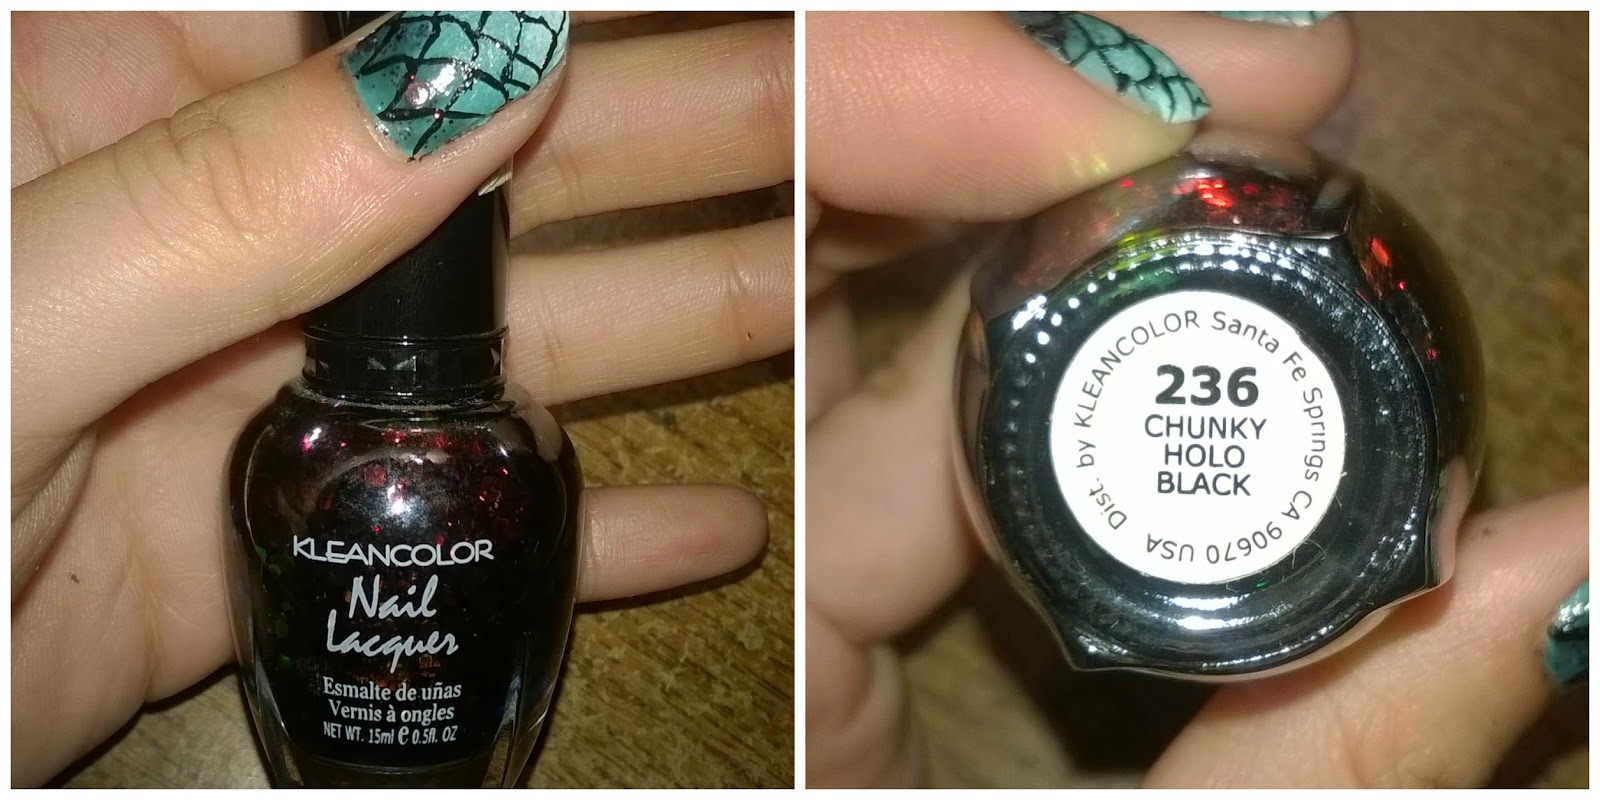 KLEANCOLOR
Nail
Lacquer
Esmalte de uñas
Vernis à ongles
NET WT. 15ml e 0.5fl. OZ
Dist. by KLEANCOLOR Santa Fe Springs CA 90670 USA
236
CHUNKY
HOLO
BLACK